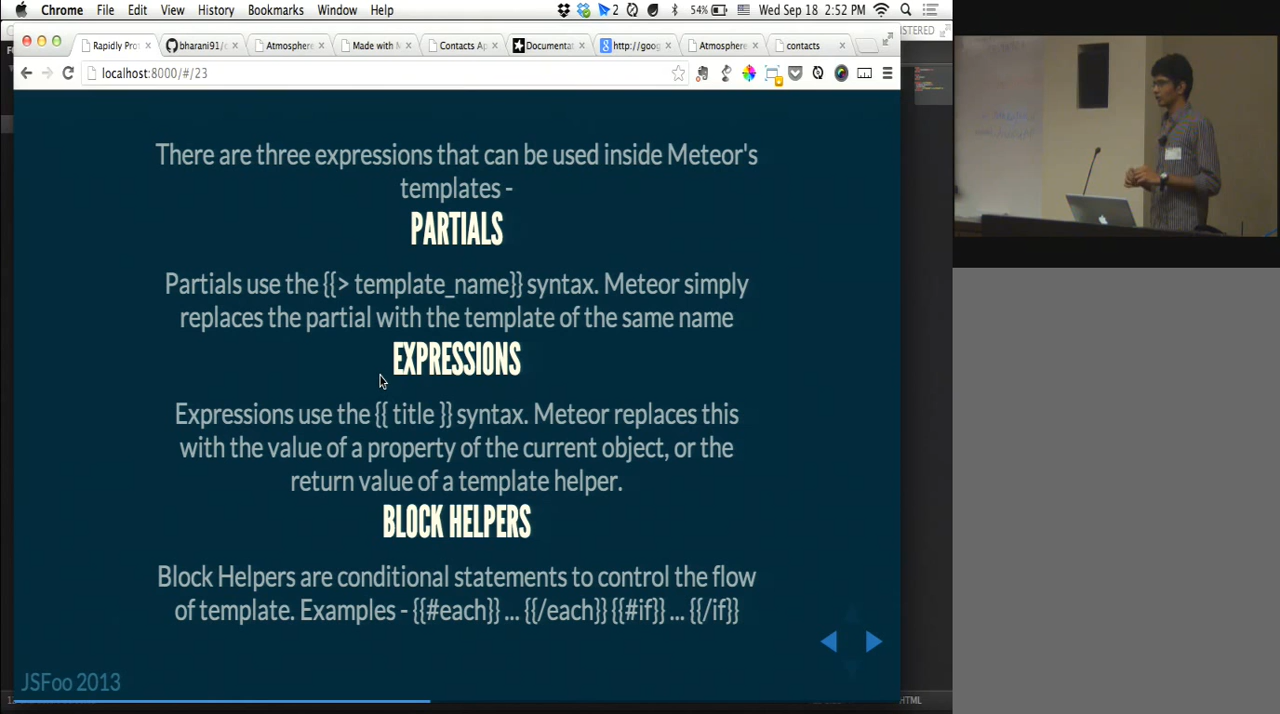 Chrome File Edit View History Bookmarks Window Help 2 54% Wed Sep 18 2:52 PM
Rapidly Pro bharani91/ Atmosphere Made with M Contacts Ap Documentat http://goog Atmosphere contacts
localhost:8000/#/23
There are three expressions that can be used inside Meteor's
templates -
PARTIALS
Partials use the {{> template_name}} syntax. Meteor simply
replaces the partial with the template of the same name
EXPRESSIONS
Expressions use the {{ title }} syntax. Meteor replaces this
with the value of a property of the current object, or the
return value of a template helper.
BLOCK HELPERS
Block Helpers are conditional statements to control the flow
of template. Examples - {{#each}} ... {{/each}} {{#if}} ... {{/if}}
JSFoo 2013
HTML